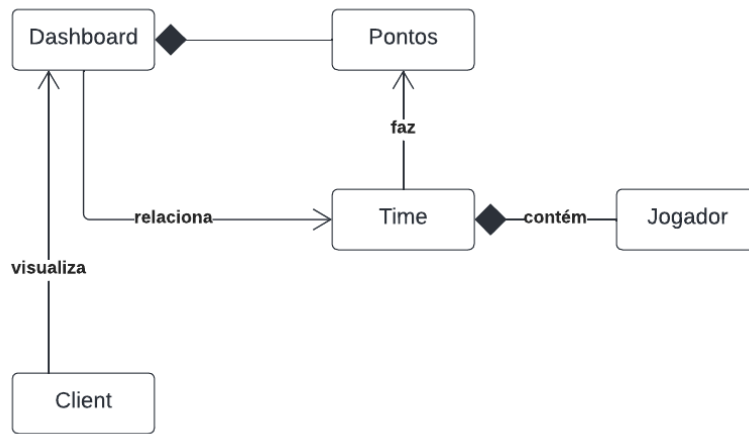 Dashboard
Pontos
faz
relaciona
Time
contém
Jogador
visualiza
Client